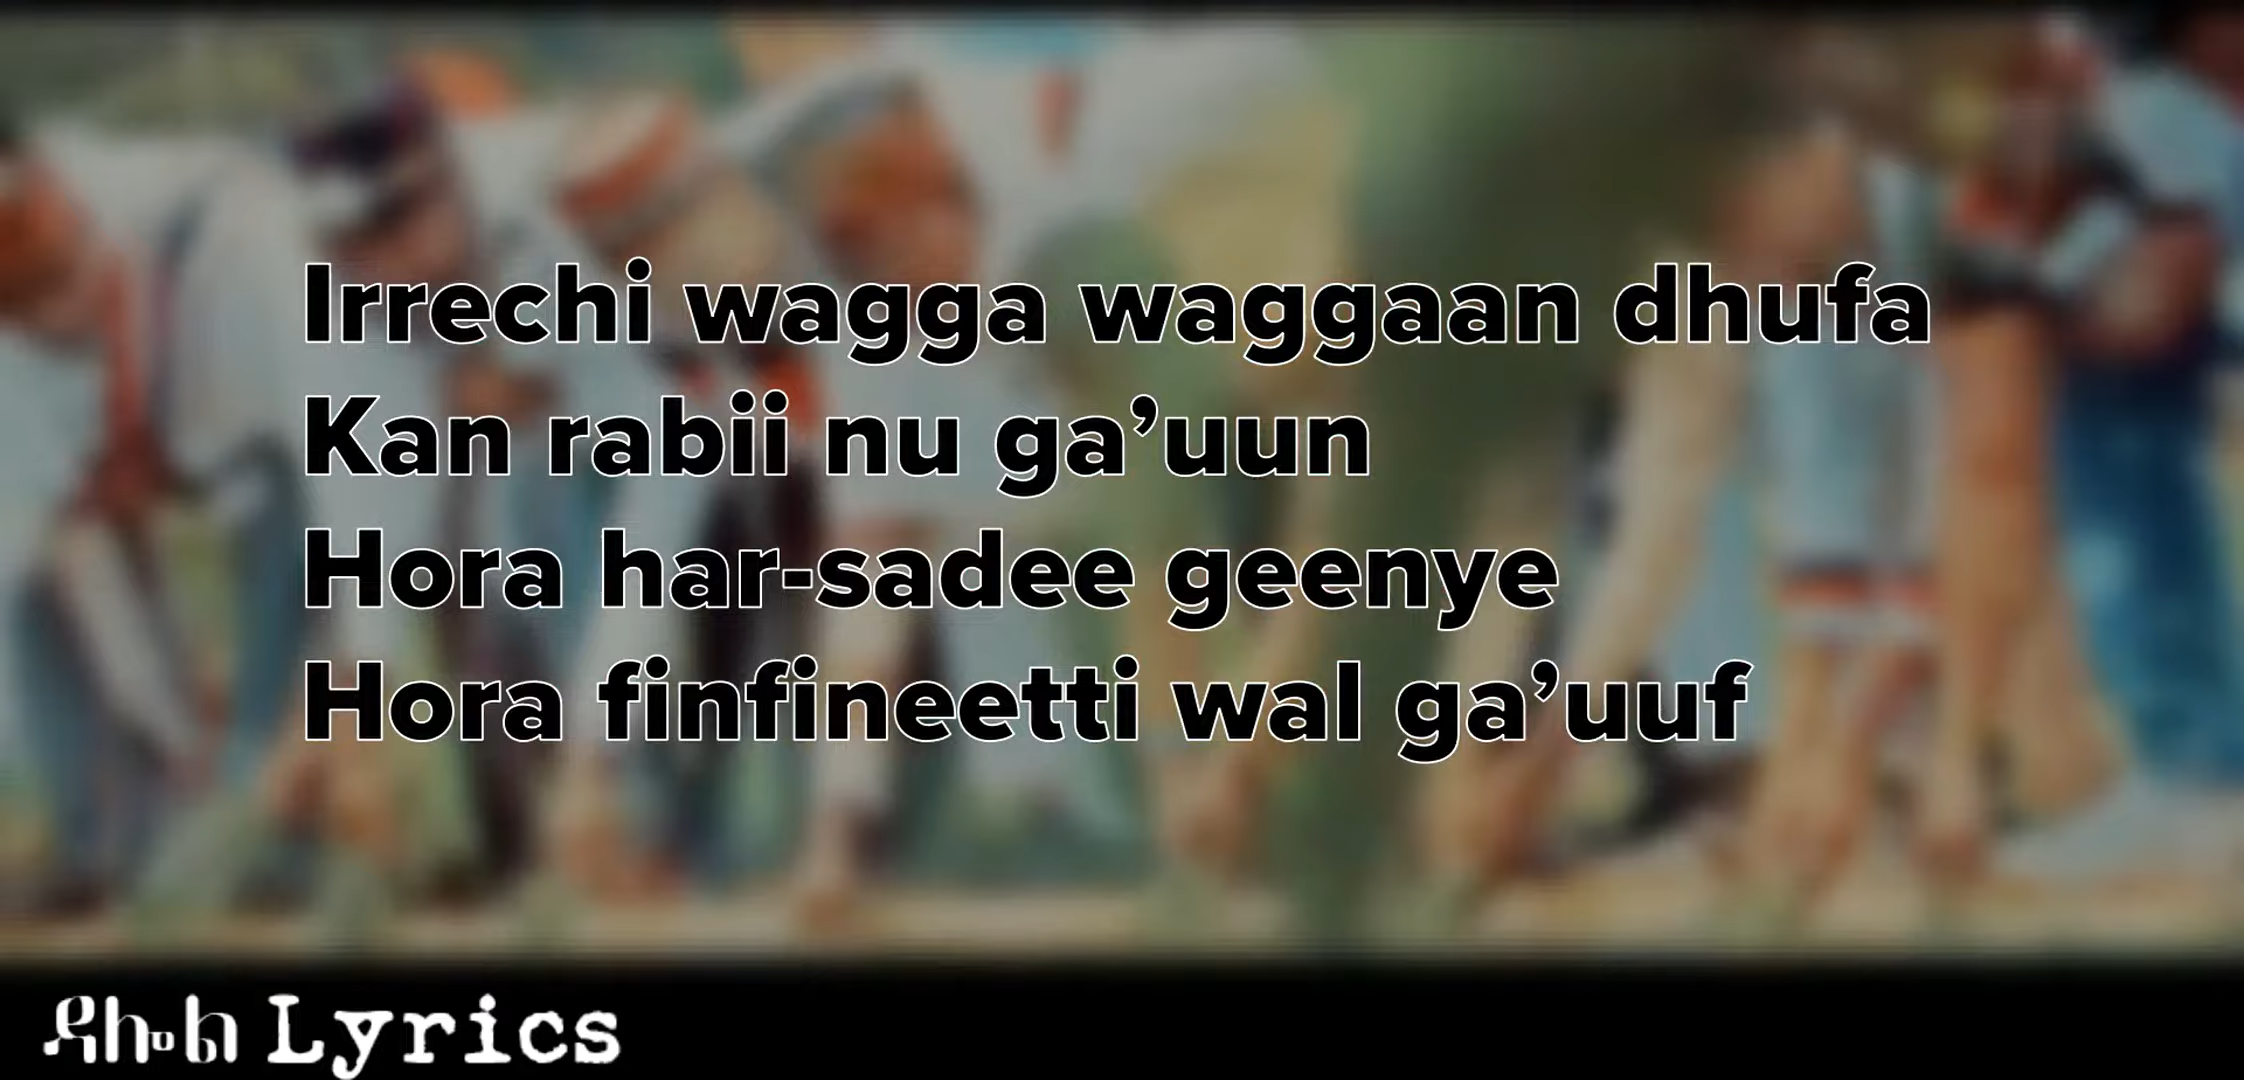 Irrechi wagga waggaan dhufa
Kan rabii nu ga’uun
Hora har-sadee geenye
Hora finfineetti wal ga’uuf
Lyrics